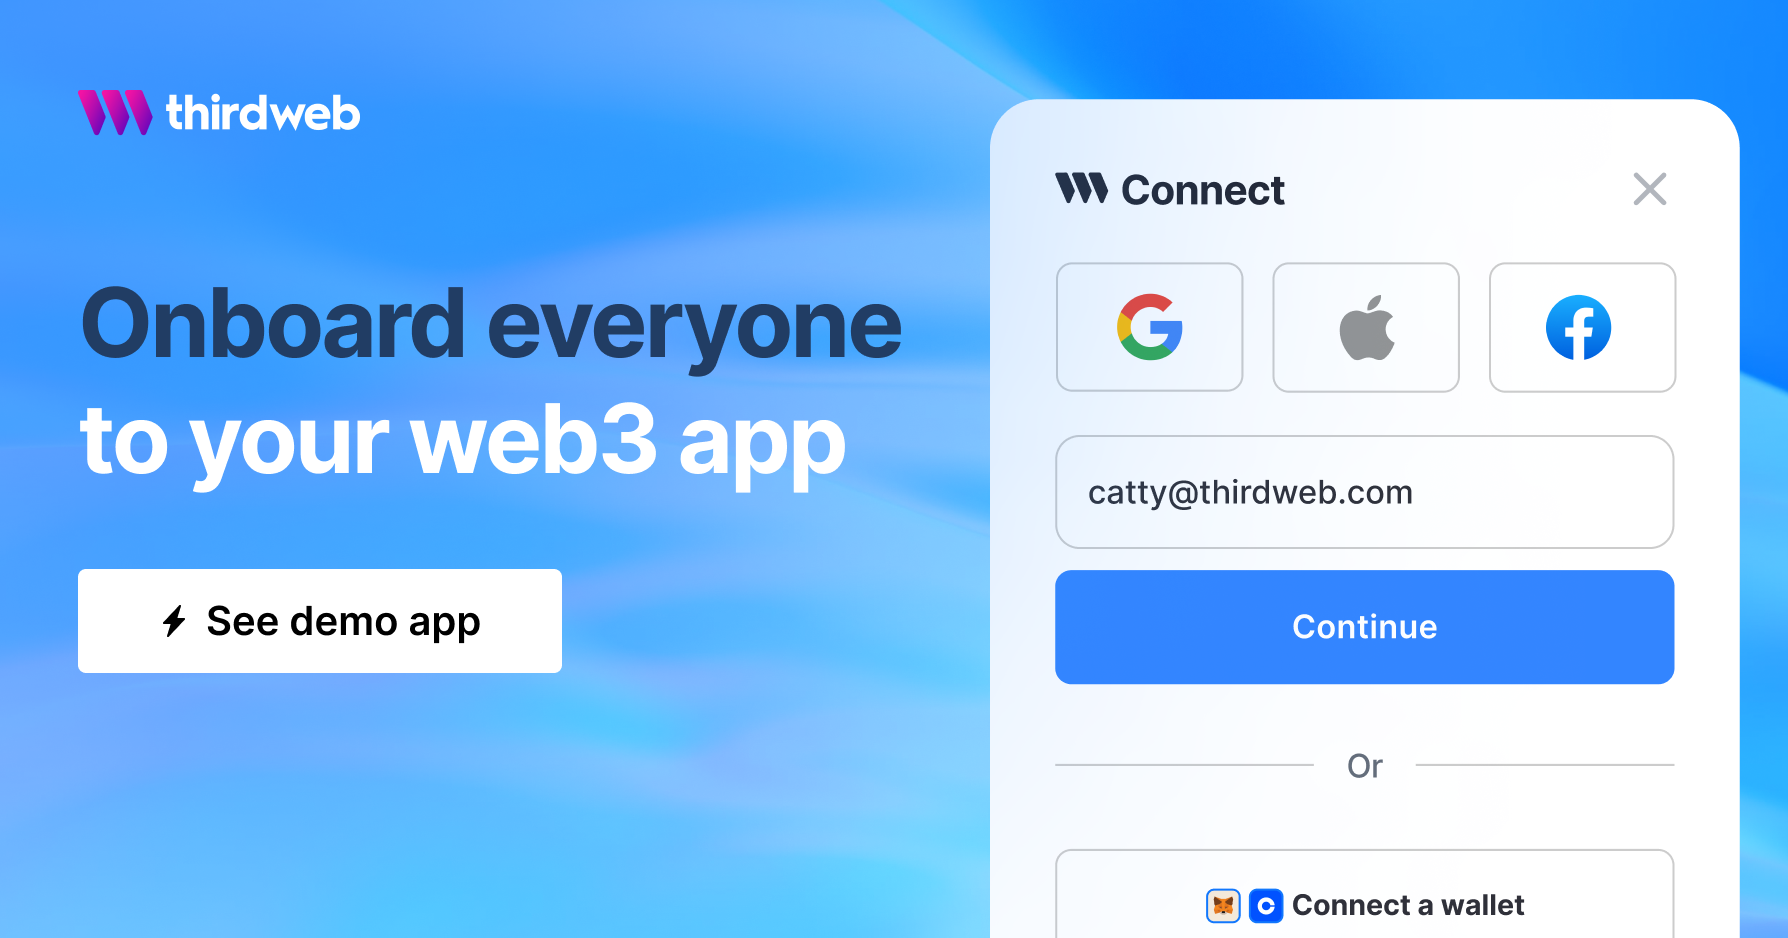 thirdweb
Onboard everyone
to your web3 app
See demo app
Connect
catty@thirdweb.com
Continue
Or
Connect a wallet